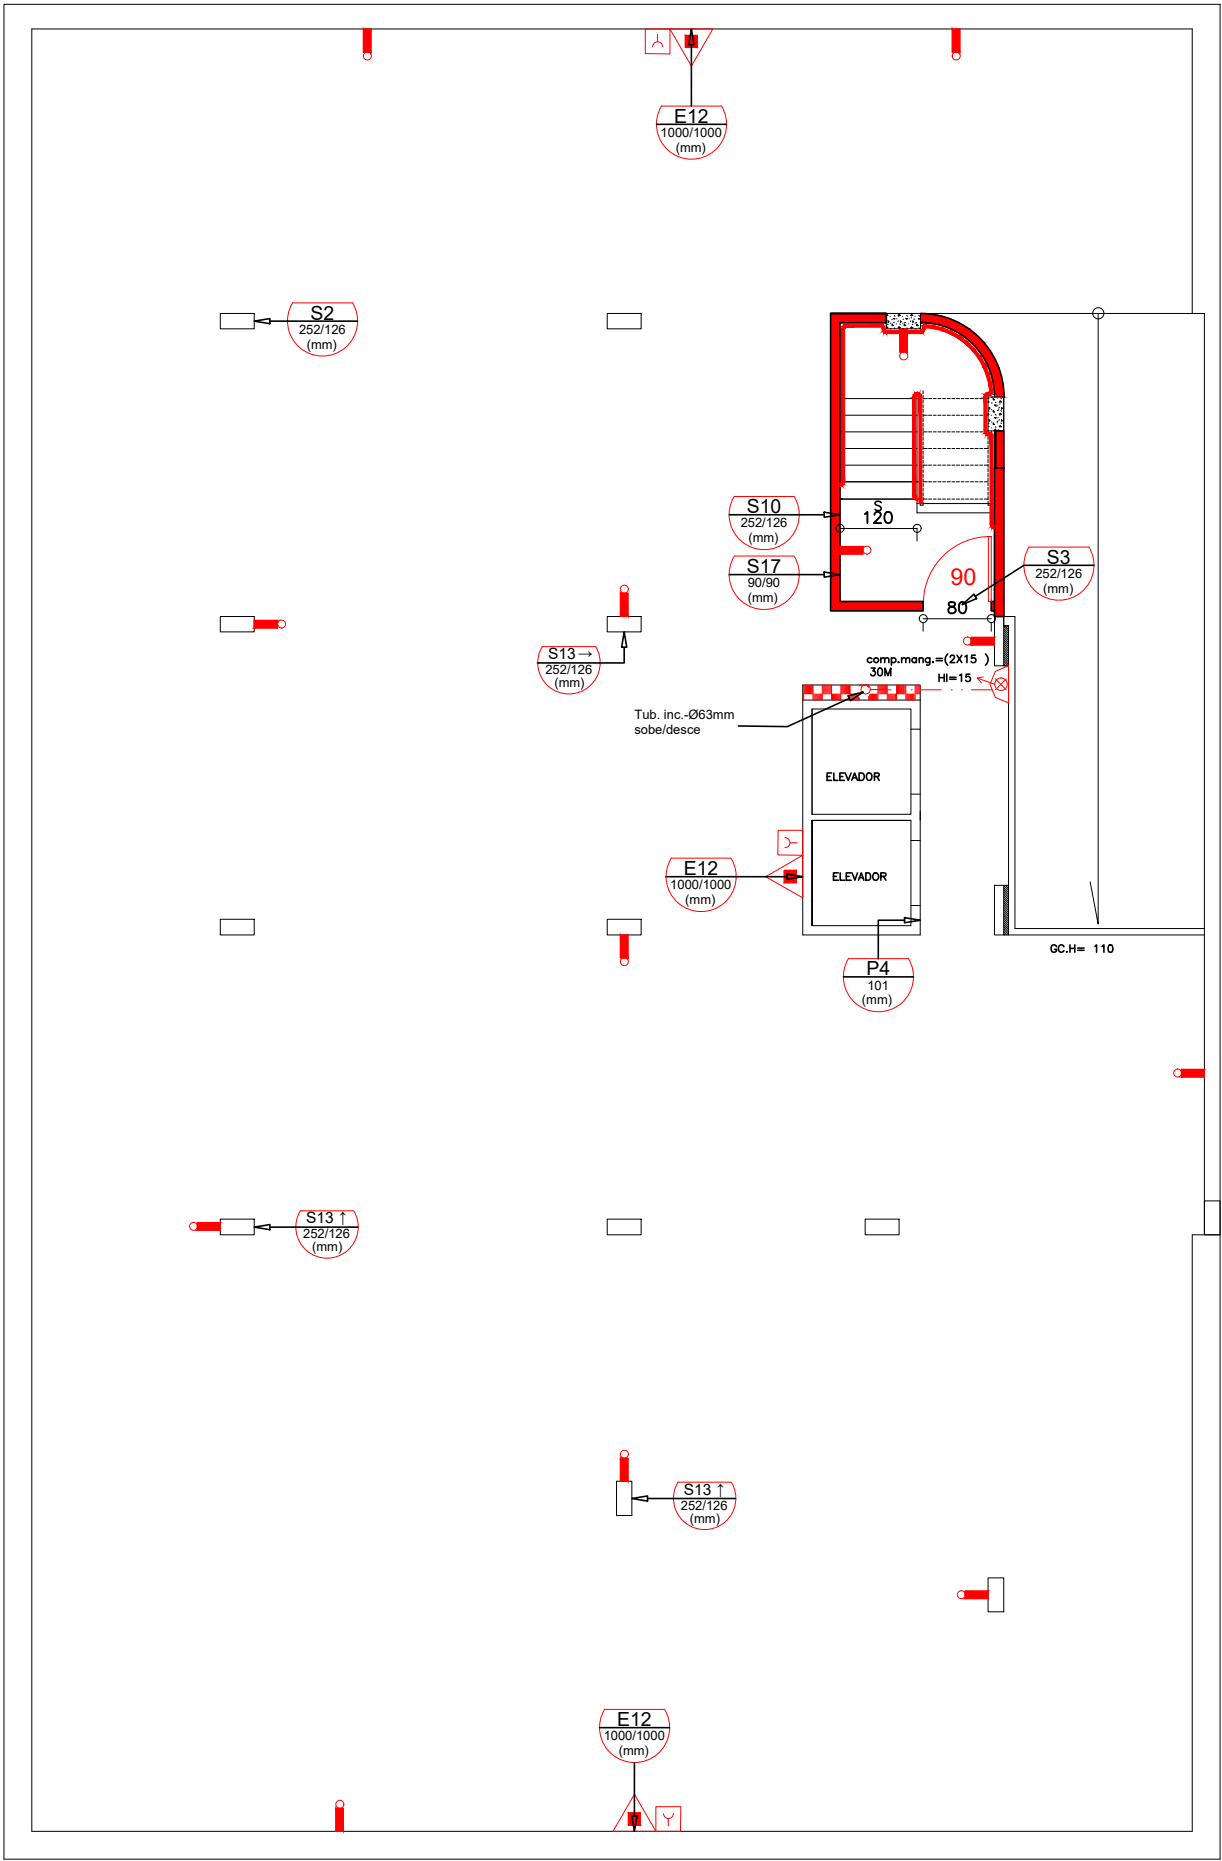 E12
1000/1000
(mm)
S2
252/126
(mm)
S10
252/126
(mm)
S
120
S17
90/90
(mm)
90
80
S3
252/126
(mm)
S13 →
252/126
(mm)
comp.mang.=(2X15 )
30M
HI=15
Tub. inc.-Ø63mm
sobe/desce
ELEVADOR
E12
1000/1000
(mm)
ELEVADOR
P4
101
(mm)
GC.H= 110
S13 ↑
252/126
(mm)
S13 ↑
252/126
(mm)
E12
1000/1000
(mm)